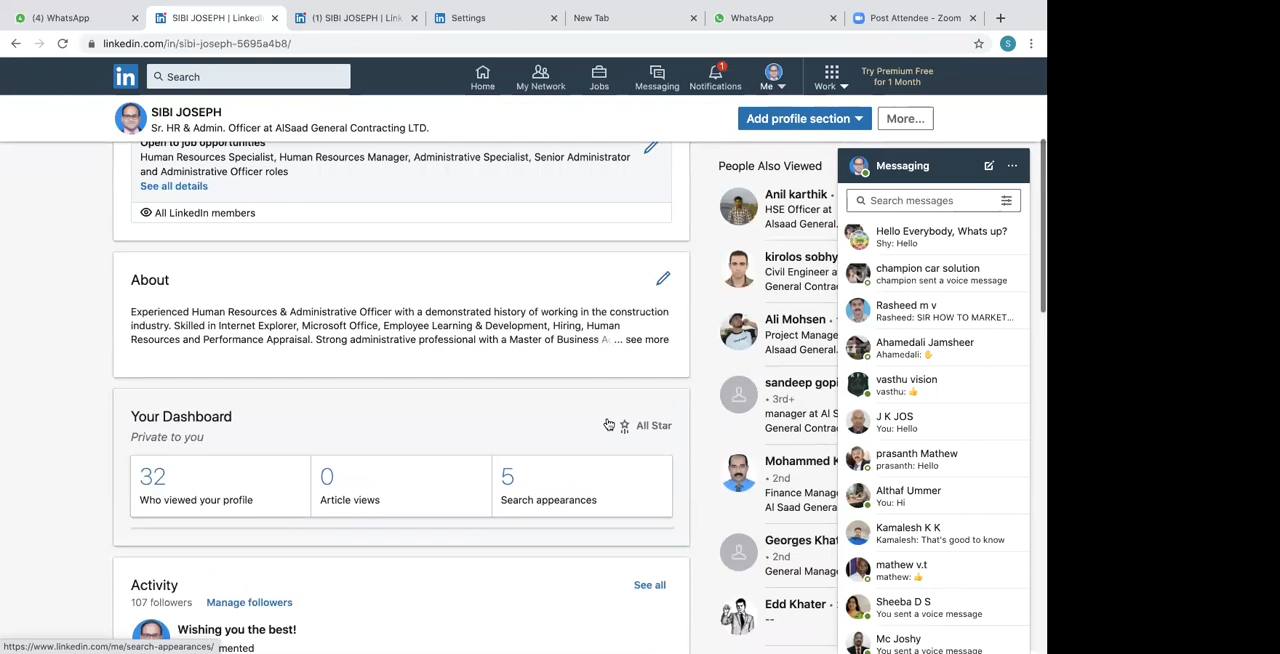 (4) WhatsApp
SIBI JOSEPH | LinkedIn
(1) SIBI JOSEPH | Link
Settings
New Tab
WhatsApp
Post Attendee - Zoom
linkedin.com/in/sibi-joseph-5695a4b8/
S
in
Search
Home
My Network
Jobs
Messaging
1
Notifications
Me
Work
Try Premium Free
for 1 Month
SIBI JOSEPH
Sr. HR & Admin. Officer at AlSaad General Contracting LTD.
Add profile section
More...
Open to job opportunities
Human Resources Specialist, Human Resources Manager, Administrative Specialist, Senior Administrator
and Administrative Officer roles
See all details
All LinkedIn members
About
Experienced Human Resources & Administrative Officer with a demonstrated history of working in the construction
industry. Skilled in Internet Explorer, Microsoft Office, Employee Learning & Development, Hiring, Human
Resources and Performance Appraisal. Strong administrative professional with a Master of Business A ... see more
Your Dashboard
Private to you
All Star
32
Who viewed your profile
0
Article views
5
Search appearances
Activity
107 followers
Manage followers
See all
Wishing you the best!
mented
https://www.linkedin.com/me/search-appearances/
People Also Viewed
Anil karthik •
HSE Officer at
Alsaad General.
kirolos sobhy
Civil Engineer a
General Contra
Ali Mohsen •
Project Manage
Alsaad General.
sandeep gopi
• 3rd+
manager at Al S
General Contra
Mohammed K
• 2nd
Finance Manag
Al Saad Genera
Georges Khat
• 2nd
General Manag
Edd Khater •
--
Messaging
Search messages
Hello Everybody, Whats up?
Shy: Hello
champion car solution
champion sent a voice message
Rasheed m v
Rasheed: SIR HOW TO MARKET...
Ahamedali Jamsheer
Ahamedali: ✋
vasthu vision
vasthu: 👍
J K JOS
You: Hello
prasanth Mathew
prasanth: Hello
Althaf Ummer
You: Hi
Kamalesh K K
Kamalesh: That's good to know
mathew v.t
mathew: 👍
Sheeba D S
You sent a voice message
Mc Joshy
You sent a voice message